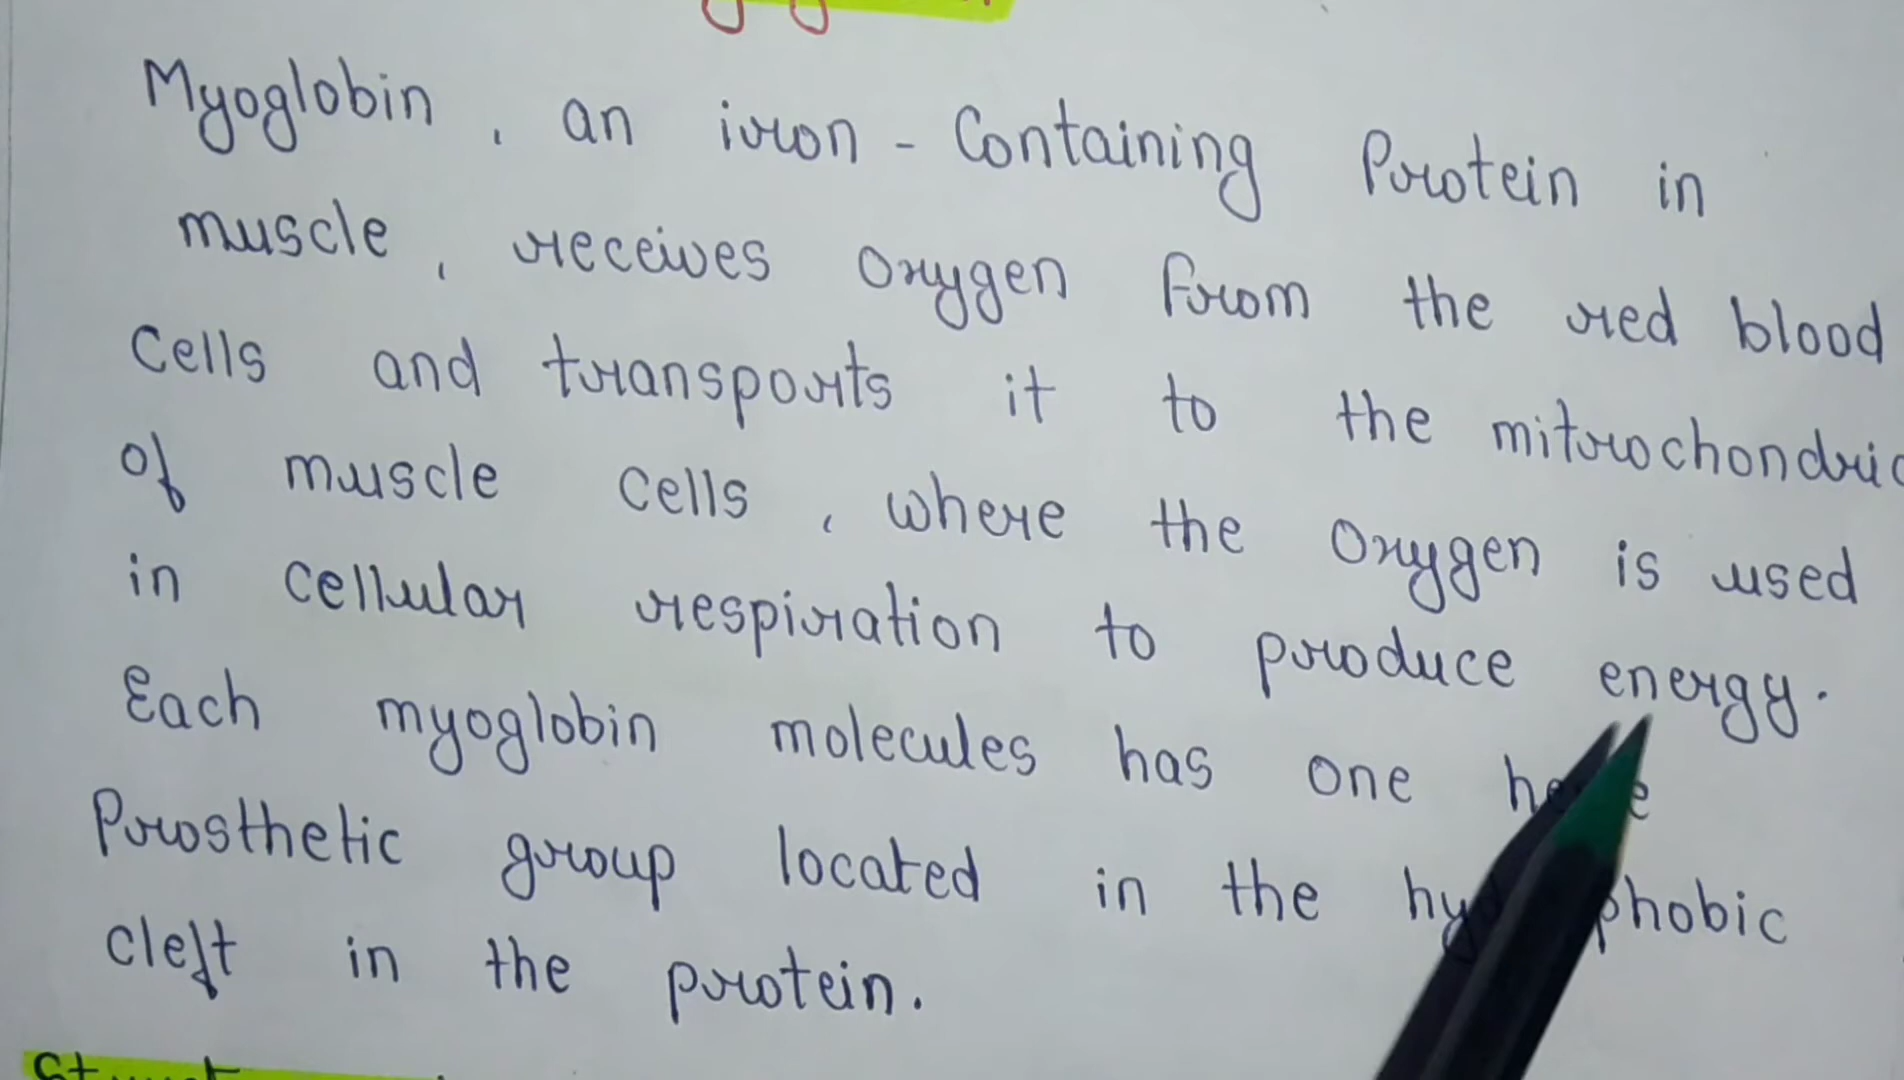 Myoglobin, an iron - Containing Protein in
muscle, receives oxygen from the red blood
Cells and transports it to the mitochondria
of muscle cells, where the oxygen is used
in cellular respiration to produce energy.
Each myoglobin molecules has one
Prosthetic group located in the
cleft in the protein.